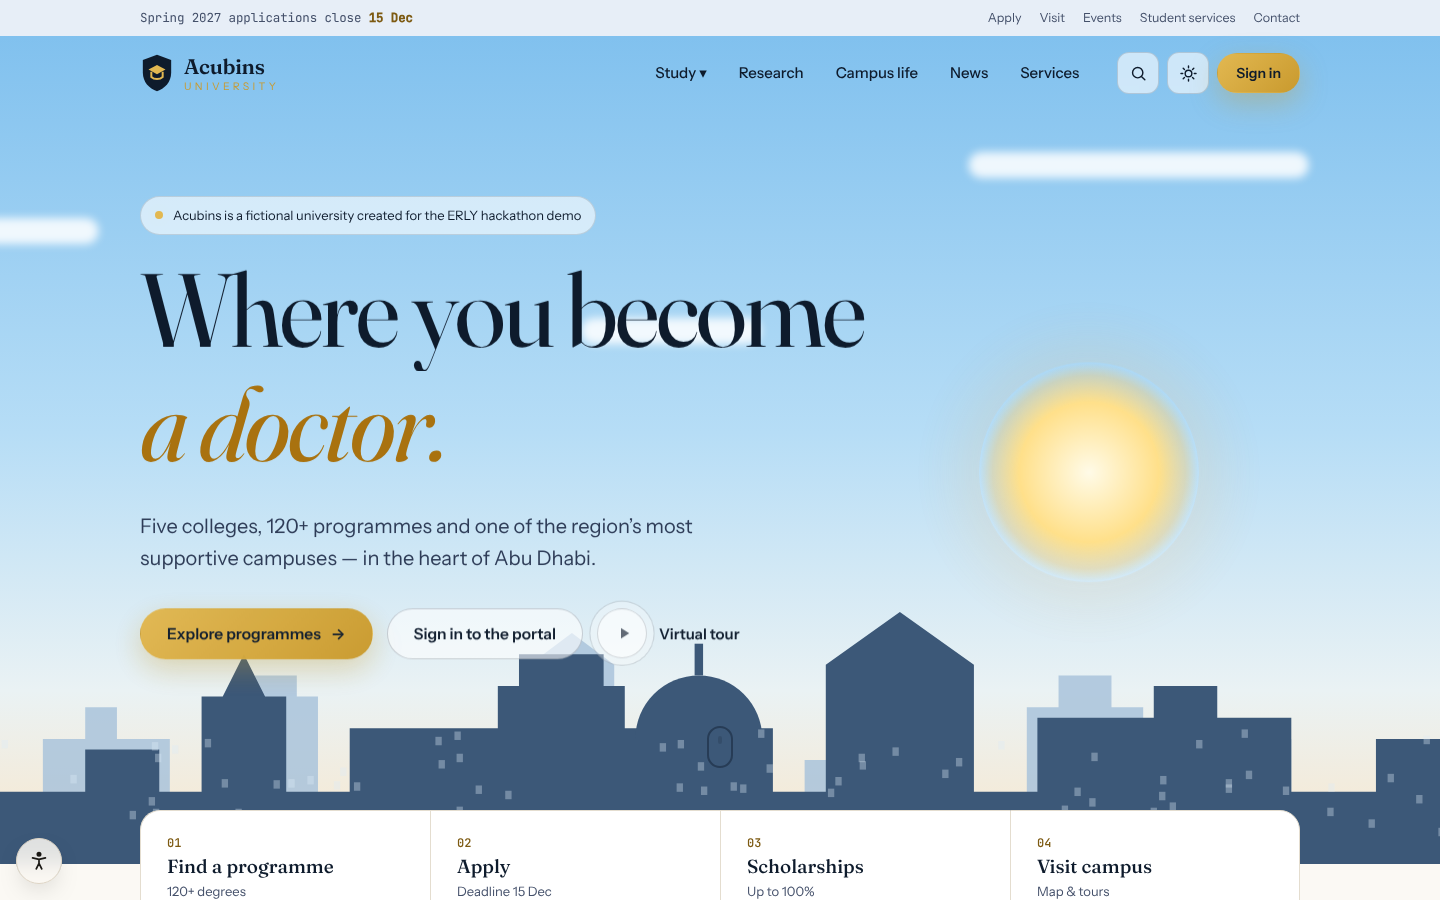 Spring 2027 applications close 15 Dec
Apply Visit Events Student services Contact
Acubins
UNIVERSITY
Study ▾ Research Campus life News Services Sign in
Acubins is a fictional university created for the ERLY hackathon demo
Where you become
a doctor.
Five colleges, 120+ programmes and one of the region’s most
supportive campuses — in the heart of Abu Dhabi.
Explore programmes → Sign in to the portal Virtual tour
01
Find a programme
120+ degrees
02
Apply
Deadline 15 Dec
03
Scholarships
Up to 100%
04
Visit campus
Map & tours